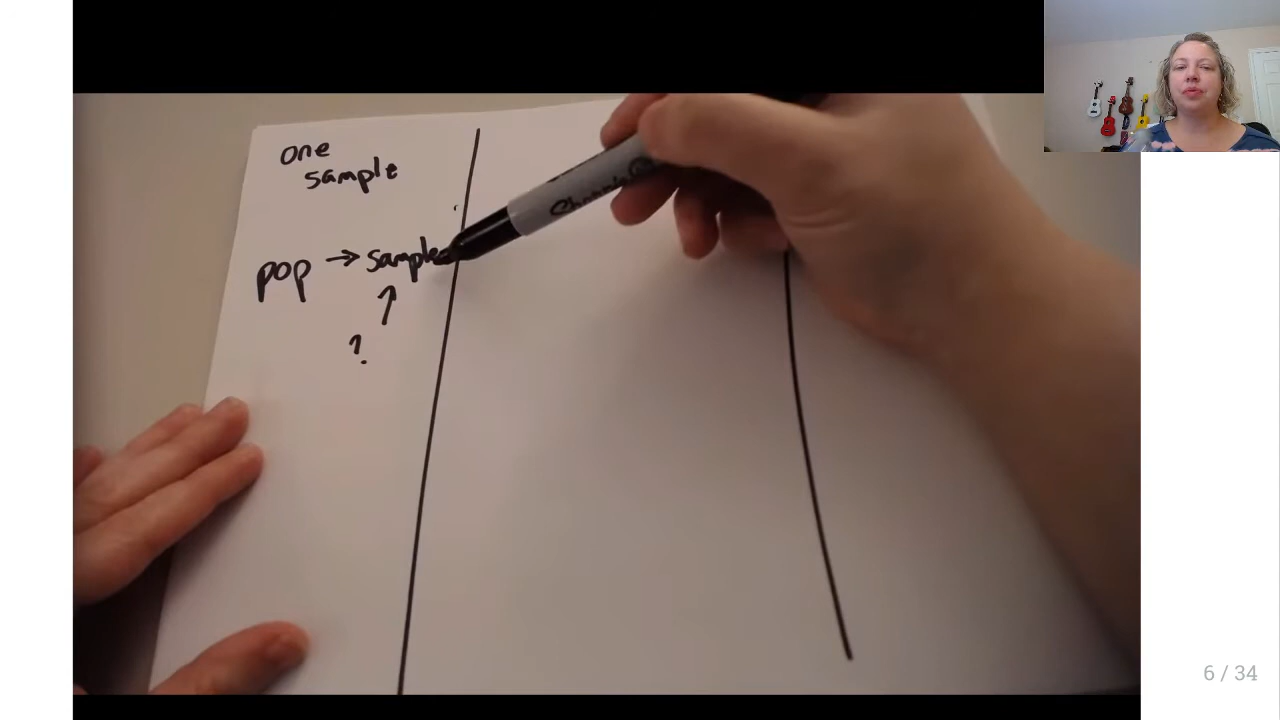 one
sample
pop → sample
?
6 / 34